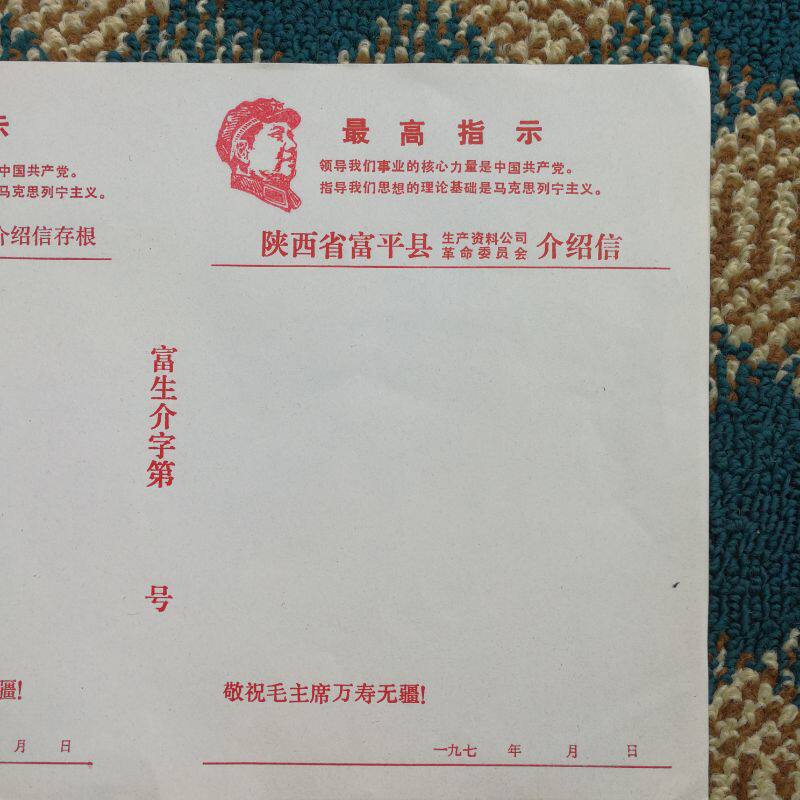 示
中国共产党。
马克思列宁主义。
介绍信存根
疆!
月 日
富生介字第 号
最高指示
领导我们事业的核心力量是中国共产党。
指导我们思想的理论基础是马克思列宁主义。
陕西省富平县 生产资料公司 革命委员会 介绍信
敬祝毛主席万寿无疆!
一九七 年 月 日